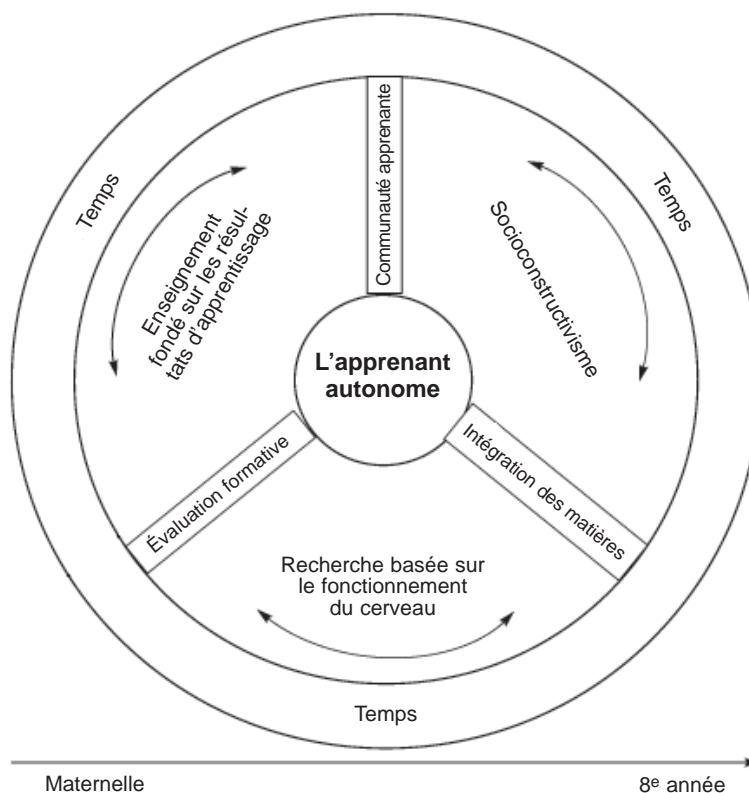 Temps
Temps
Communauté apprenante
Enseignement
fondé sur les résul-
tats d'apprentissage
Socioconstructivisme
L'apprenant
autonome
Évaluation formative
Intégration des matières
Recherche basée sur
le fonctionnement
du cerveau
Temps
Maternelle
8e année